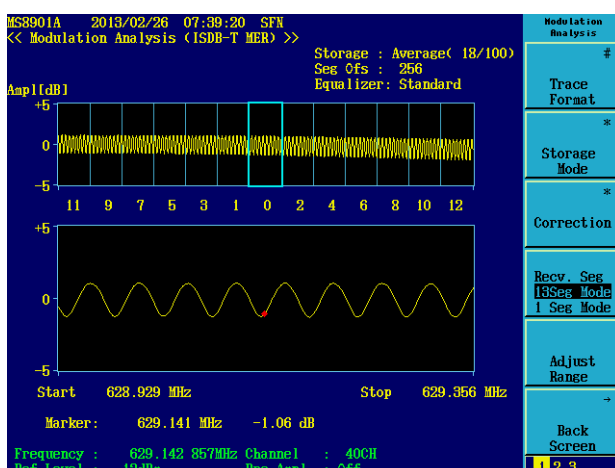 MS8901A 2013/02/26 07:39:20 SFN
<< Modulation Analysis (ISDB-T MER) >>
Storage : Average( 18/100)
Seg Ofs : 256
Equalizer: Standard
Ampl[dB]
+5
0
-5
11 9 7 5 3 1 0 2 4 6 8 10 12
+5
0
-5
Start 628.929 MHz Stop 629.356 MHz
Marker: 629.141 MHz -1.06 dB
Frequency : 629.142 857MHz Channel : 40CH
Modulation
Analysis
#
Trace
Format
*
Storage
Mode
*
Correction
Recv. Seg
13Seg Mode
1 Seg Mode
Adjust
Range
→
Back
Screen
1 2 3